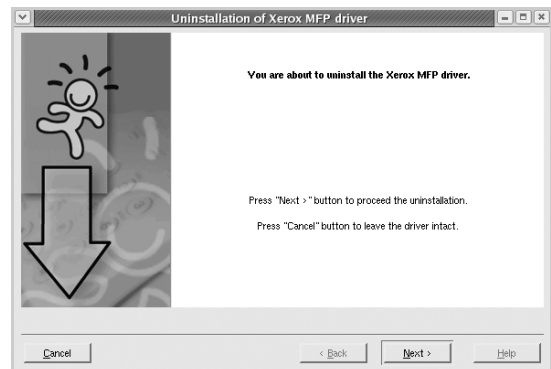 Uninstallation of Xerox MFP driver
You are about to uninstall the Xerox MFP driver.
Press "Next >" button to proceed the uninstallation.
Press "Cancel" button to leave the driver intact.
Cancel
< Back
Next >
Help